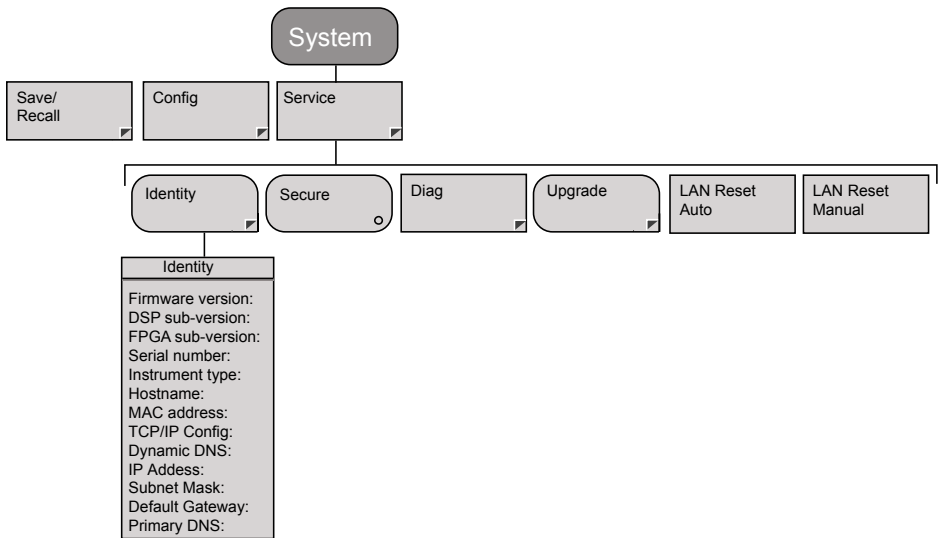 System
Save/
Recall
Config
Service
Identity
Secure
Diag
Upgrade
LAN Reset
Auto
LAN Reset
Manual
Identity
Firmware version:
DSP sub-version:
FPGA sub-version:
Serial number:
Instrument type:
Hostname:
MAC address:
TCP/IP Config:
Dynamic DNS:
IP Addess:
Subnet Mask:
Default Gateway:
Primary DNS: